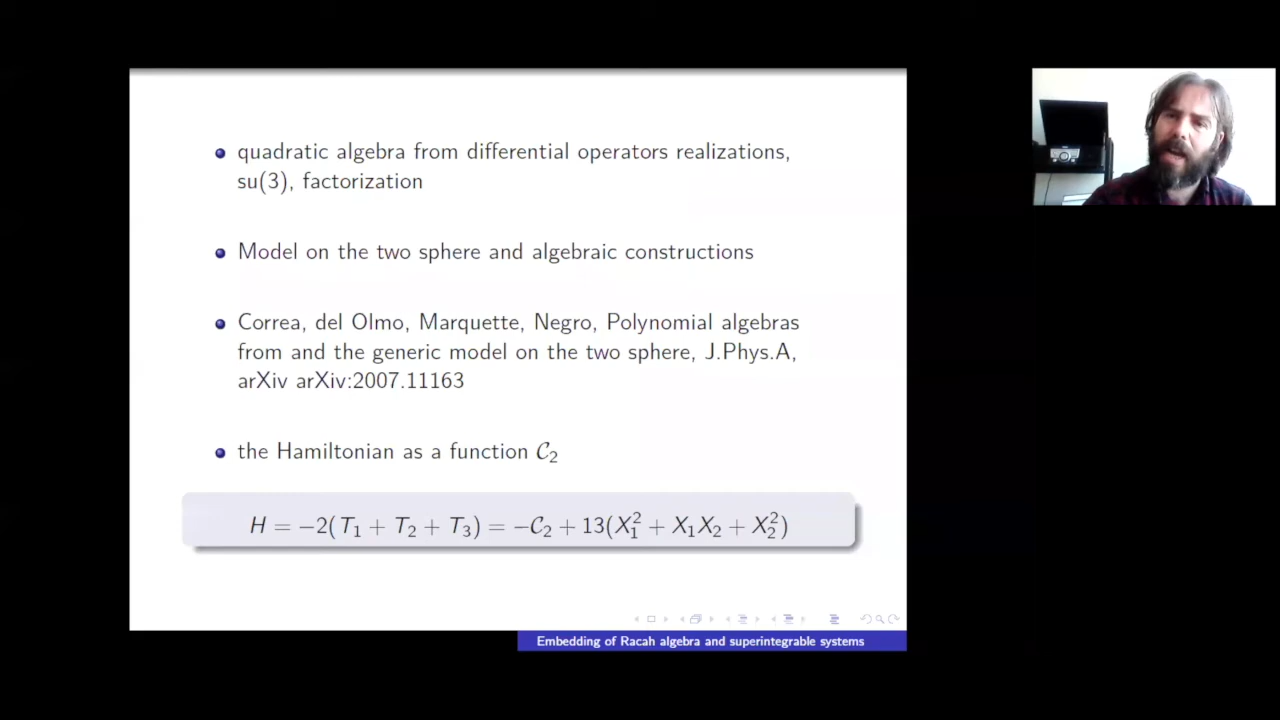 quadratic algebra from differential operators realizations,
su(3), factorization
Model on the two sphere and algebraic constructions
Correa, del Olmo, Marquette, Negro, Polynomial algebras
from and the generic model on the two sphere, J.Phys.A,
arXiv arXiv:2007.11163
the Hamiltonian as a function 𝒞₂
H = −2(T₁ + T₂ + T₃) = −𝒞₂ + 13(X₁² + X₁X₂ + X₂²)
Embedding of Racah algebra and superintegrable systems